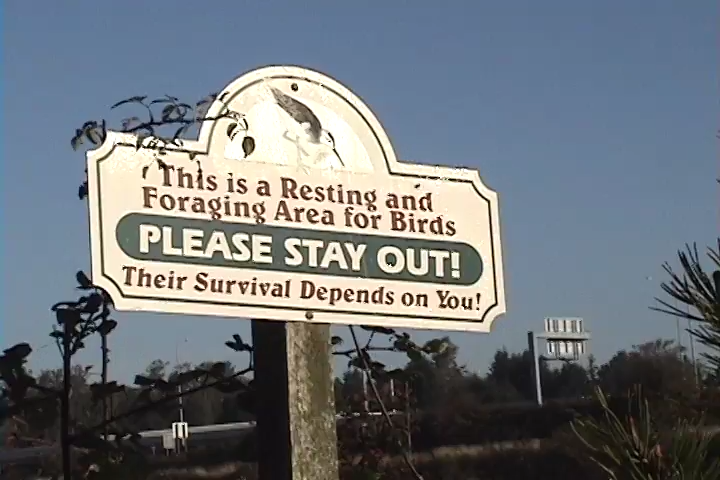 This is a Resting and
Foraging Area for Birds
PLEASE STAY OUT!
Their Survival Depends on You!